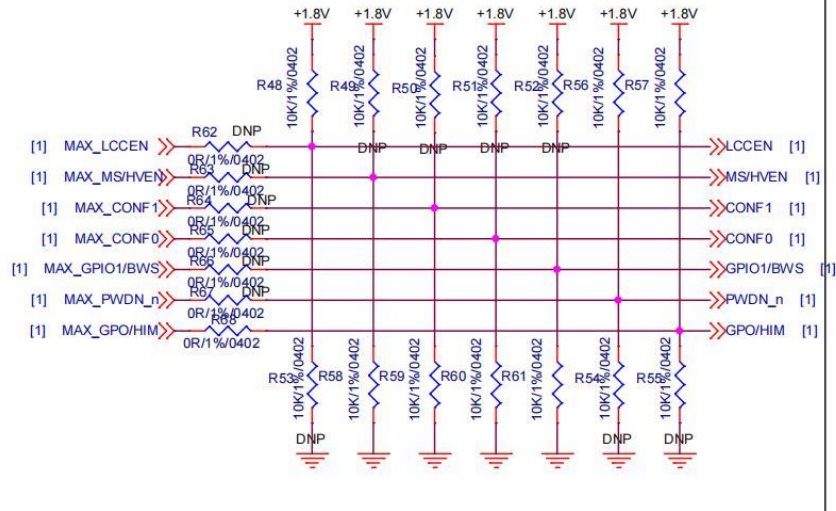 +1.8V +1.8V +1.8V +1.8V +1.8V +1.8V +1.8V
R48 R49 R50 R51 R52 R56 R57
10K/1%/0402 10K/1%/0402 10K/1%/0402 10K/1%/0402 10K/1%/0402 10K/1%/0402 10K/1%/0402
DNP DNP DNP DNP
R62 DNP
[1] MAX_LCCEN LCCEN [1]
0R/1%/0402
R63 DNP
[1] MAX_MS/HVEN MS/HVEN [1]
0R/1%/0402
R64 DNP
[1] MAX_CONF1 CONF1 [1]
0R/1%/0402
R65 DNP
[1] MAX_CONF0 CONF0 [1]
0R/1%/0402
R66 DNP
[1] MAX_GPIO1/BWS GPIO1/BWS [1]
0R/1%/0402
R67 DNP
[1] MAX_PWDN_n PWDN_n [1]
0R/1%/0402
R68
[1] MAX_GPO/HIM GPO/HIM [1]
0R/1%/0402
R53 R58 R59 R60 R61 R54 R55
10K/1%/0402 10K/1%/0402 10K/1%/0402 10K/1%/0402 10K/1%/0402 10K/1%/0402 10K/1%/0402
DNP DNP DNP